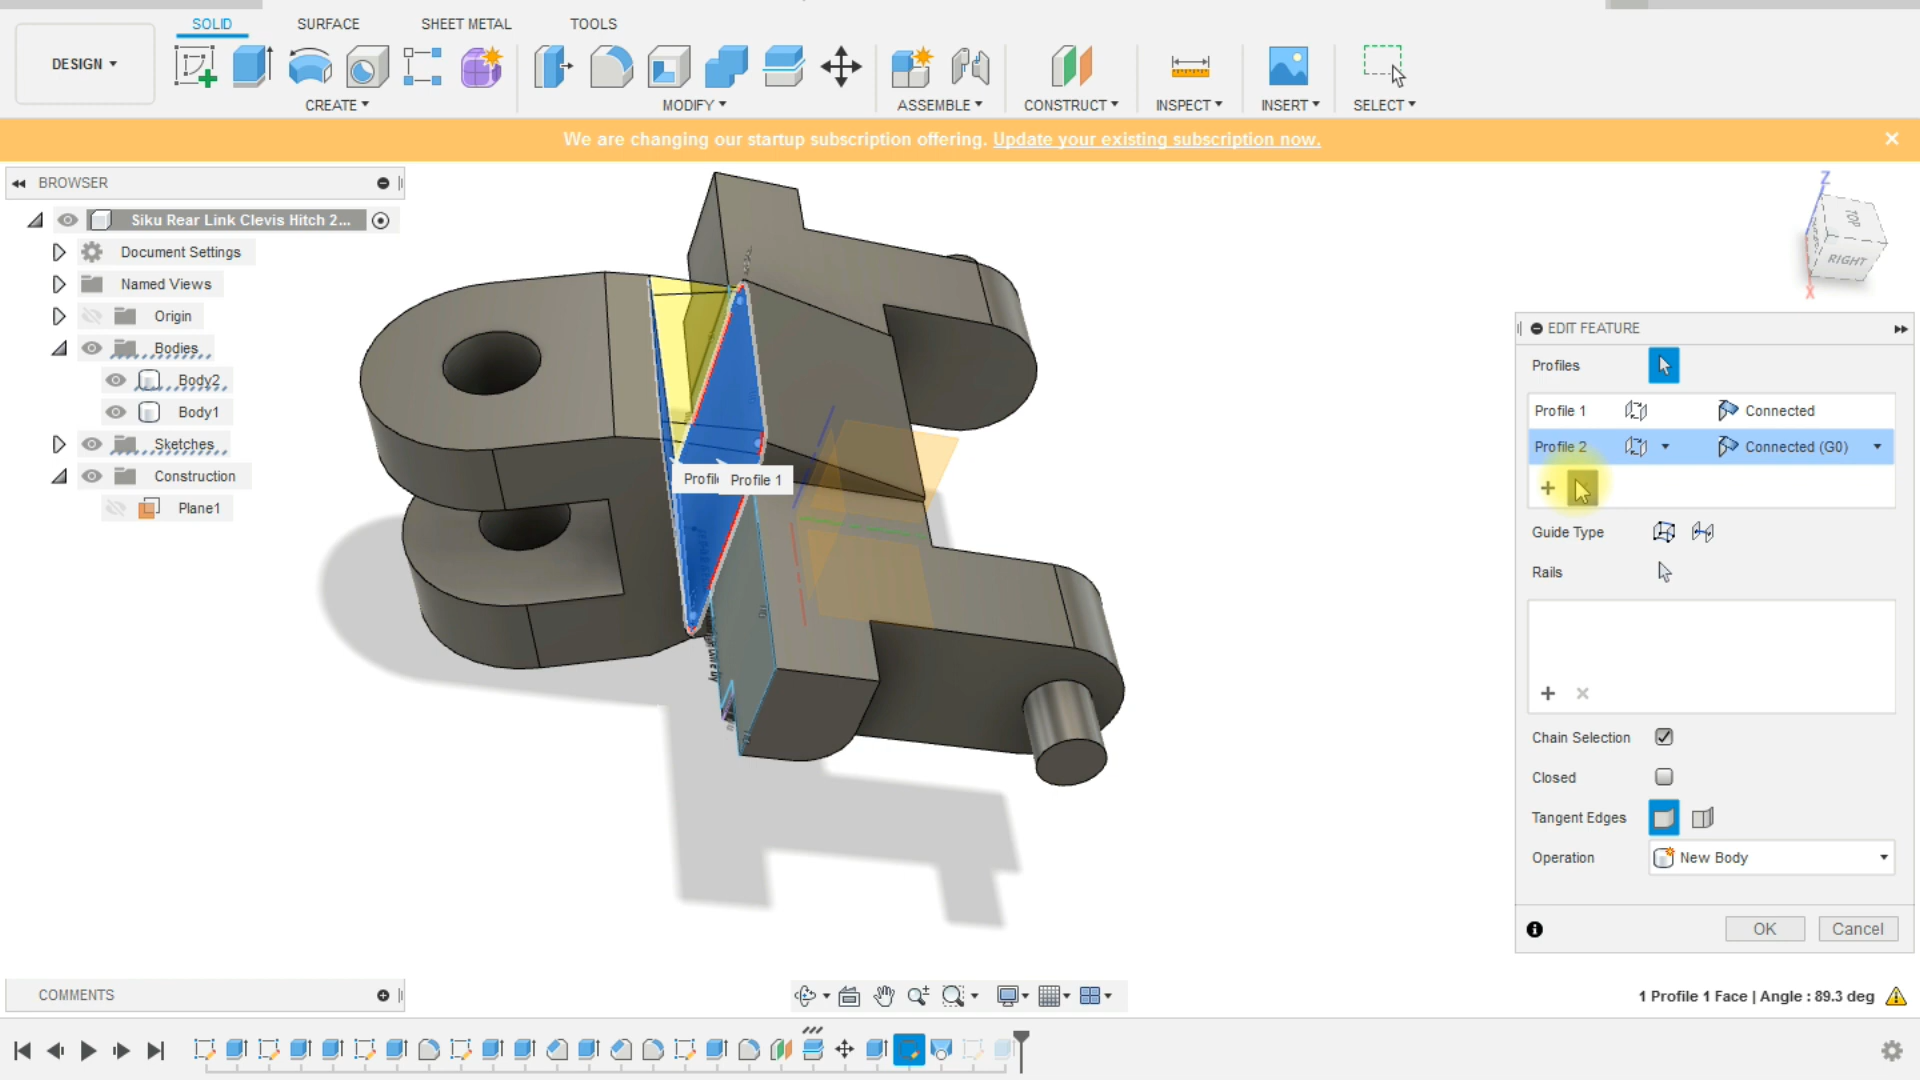 SOLID SURFACE SHEET METAL TOOLS
DESIGN
CREATE MODIFY ASSEMBLE CONSTRUCT INSPECT INSERT SELECT
We are changing our startup subscription offering. Update your existing subscription now.
BROWSER
Siku Rear Link Clevis Hitch 2...
Document Settings
Named Views
Origin
Bodies
Body2
Body1
Sketches
Construction
Plane1
Z
TOP
RIGHT
X
Profile 1
EDIT FEATURE
Profiles
Profile 1 Connected
Profile 2 Connected (G0)
Guide Type
Rails
Chain Selection
Closed
Tangent Edges
Operation New Body
OK Cancel
COMMENTS
1 Profile 1 Face | Angle : 89.3 deg